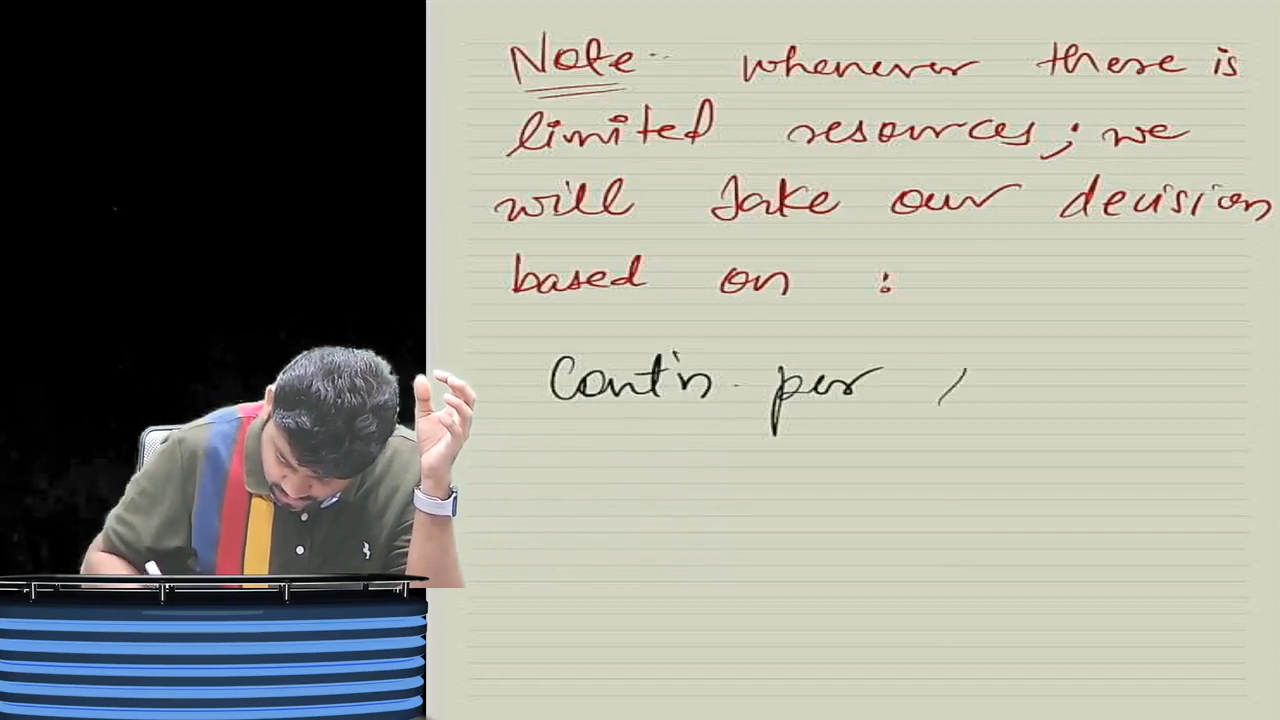 Note:- whenever there is
limited resources; we
will take our decision
based on :
Contn. per